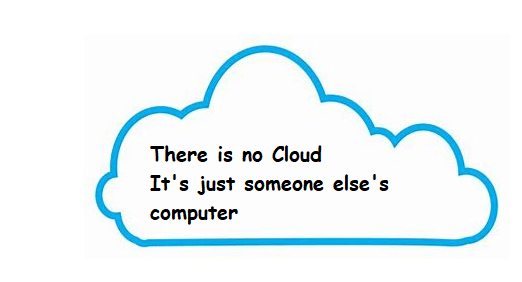 There is no Cloud
It's just someone else's
computer